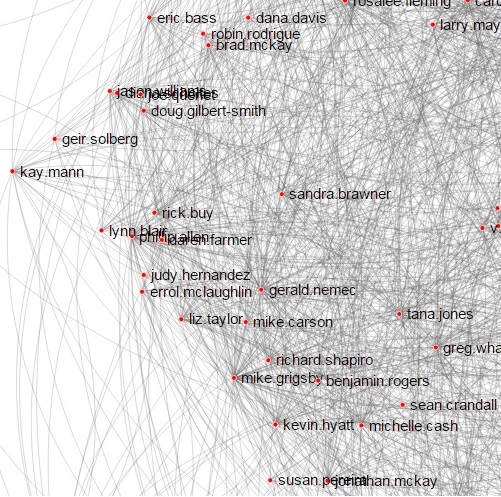 rosalee.fleming
eric.bass
dana.davis
larry.may
robin.rodrigue
brad.mckay
jason.williams
doug.gilbert-smith
geir.solberg
kay.mann
sandra.brawner
rick.buy
lynn.blair
phillip.allen
daren.farmer
judy.hernandez
errol.mclaughlin
gerald.nemec
tana.jones
liz.taylor
mike.carson
greg.wha
richard.shapiro
mike.grigsby
benjamin.rogers
sean.crandall
kevin.hyatt
michelle.cash
susan.pereira
jonathan.mckay